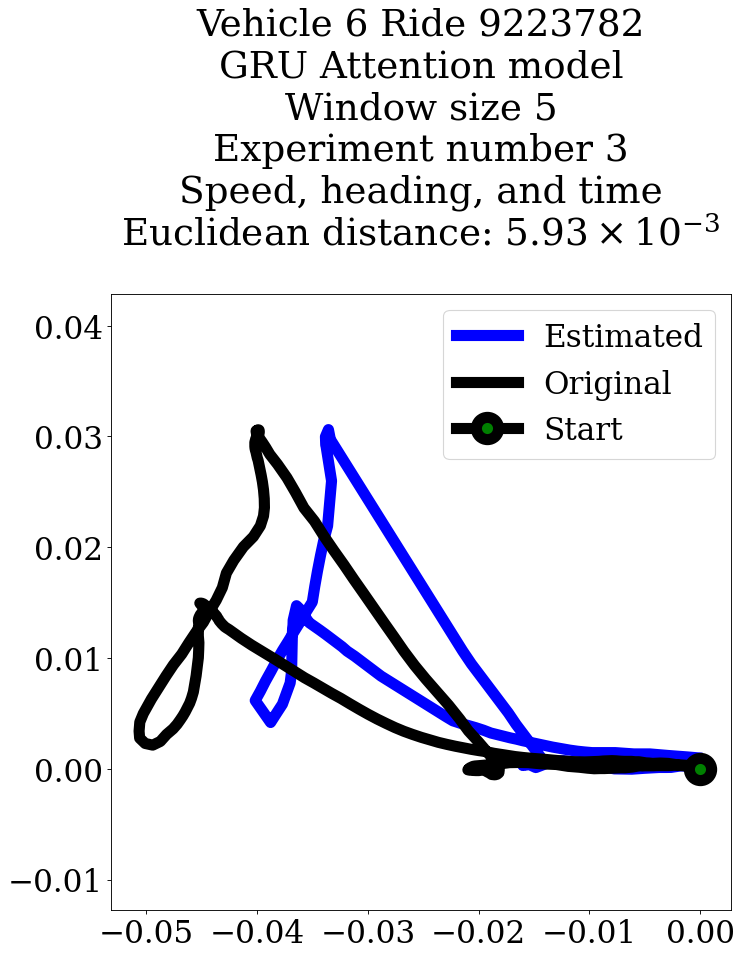 Vehicle 6 Ride 9223782
GRU Attention model
Window size 5
Experiment number 3
Speed, heading, and time
Euclidean distance: 5.93 × 10⁻³
Estimated
Original
Start
0.04
0.03
0.02
0.01
0.00
−0.01
−0.05 −0.04 −0.03 −0.02 −0.01 0.00